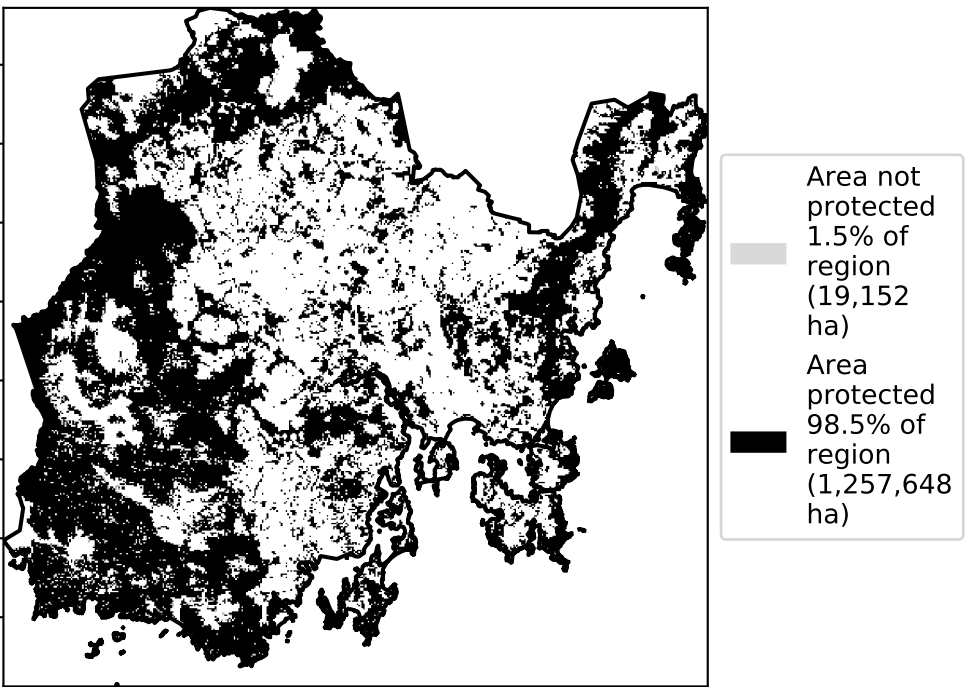 Area not
protected
1.5% of
region
(19,152
ha)
Area
protected
98.5% of
region
(1,257,648
ha)